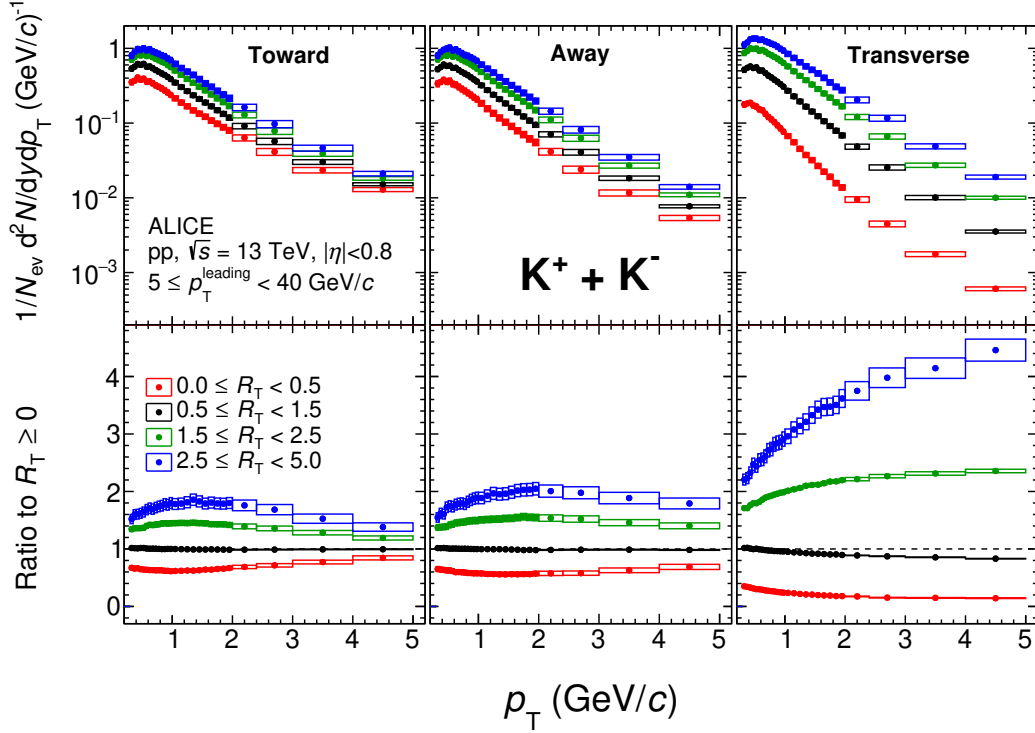 1/N_ev d²N/dydp_T (GeV/c)⁻¹
Toward
Away
Transverse
1
10⁻¹
10⁻²
10⁻³
ALICE
pp, √s = 13 TeV, |η|<0.8
5 ≤ p_T^leading < 40 GeV/c
K⁺ + K⁻
Ratio to R_T ≥ 0
5
4
3
2
1
0
0.0 ≤ R_T < 0.5
0.5 ≤ R_T < 1.5
1.5 ≤ R_T < 2.5
2.5 ≤ R_T < 5.0
1 2 3 4 5
1 2 3 4 5
1 2 3 4 5
p_T (GeV/c)